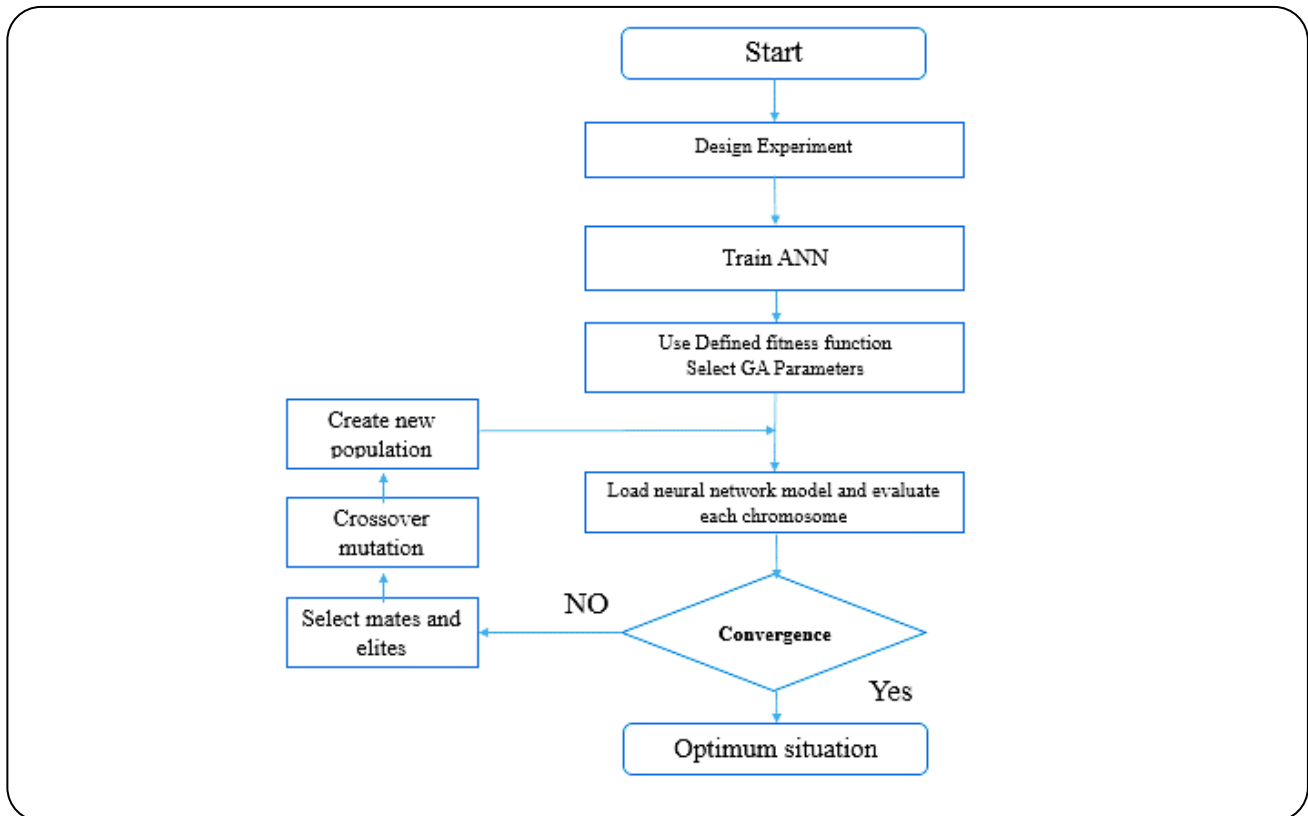 Start
Design Experiment
Train ANN
Use Defined fitness function
Select GA Parameters
Create new
population
Load neural network model and evaluate
each chromosome
Crossover
mutation
Select mates and
elites
NO
Convergence
Yes
Optimum situation